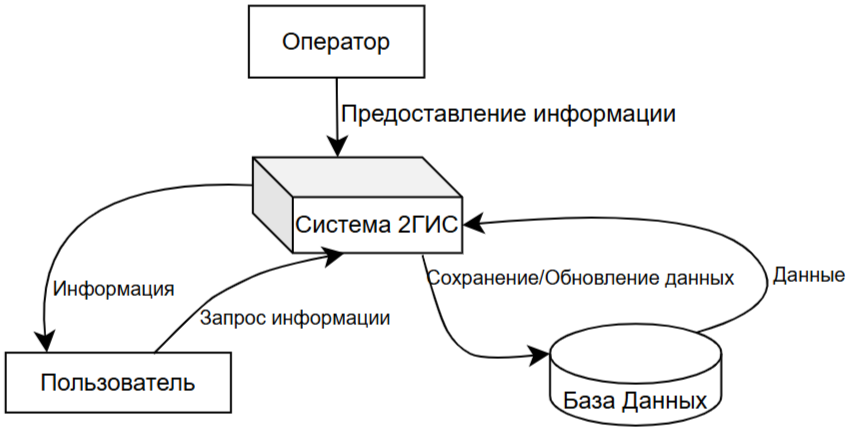 Оператор
Предоставление информации
Система 2ГИС
Сохранение/Обновление данных
Данные
Информация
Запрос информации
Пользователь
База Данных